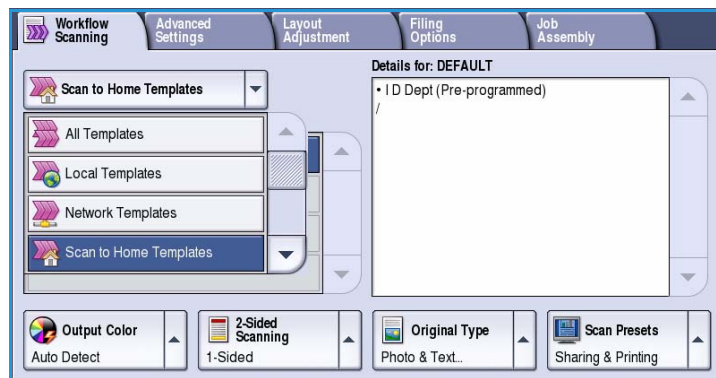 Workflow
Scanning
Advanced
Settings
Layout
Adjustment
Filing
Options
Job
Assembly
Scan to Home Templates
All Templates
Local Templates
Network Templates
Scan to Home Templates
Details for: DEFAULT
• I D Dept (Pre-programmed)
/
Output Color
Auto Detect
2-Sided
Scanning
1-Sided
Original Type
Photo & Text...
Scan Presets
Sharing & Printing